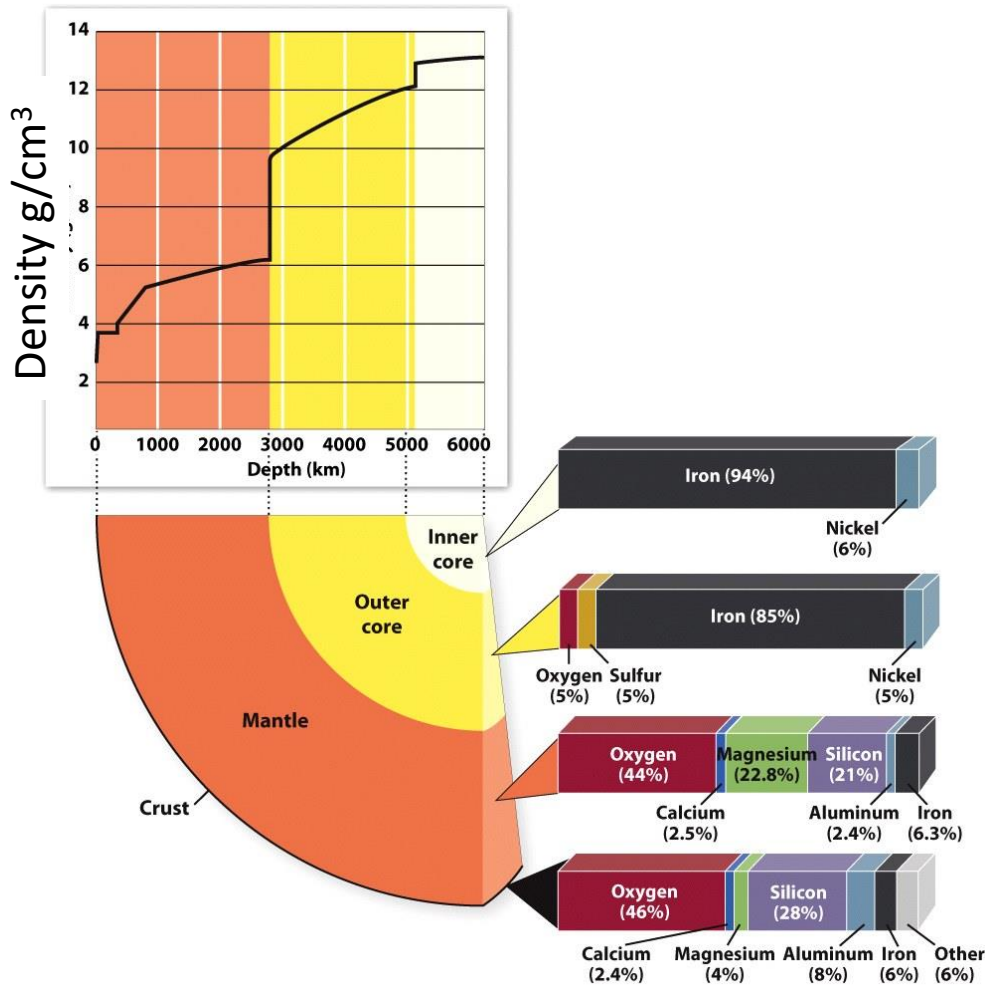 14
12
10
8
6
4
2
Density g/cm³
0 1000 2000 3000 4000 5000 6000
Depth (km)
Inner
core
Outer
core
Mantle
Crust
Iron (94%)
Nickel
(6%)
Iron (85%)
Oxygen
(5%)
Sulfur
(5%)
Nickel
(5%)
Oxygen
(44%)
Magnesium
(22.8%)
Silicon
(21%)
Calcium
(2.5%)
Aluminum
(2.4%)
Iron
(6.3%)
Oxygen
(46%)
Silicon
(28%)
Calcium
(2.4%)
Magnesium
(4%)
Aluminum
(8%)
Iron
(6%)
Other
(6%)